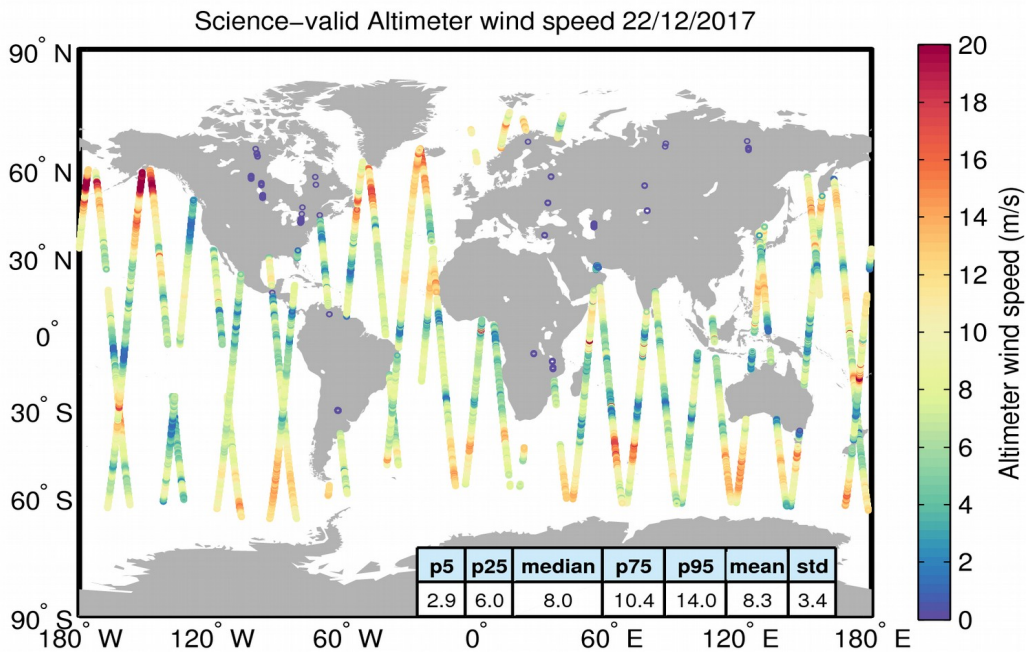 Science−valid Altimeter wind speed 22/12/2017
90° N
60° N
30° N
0°
30° S
60° S
90° S
180° W
120° W
60° W
0°
60° E
120° E
180° E
p5 p25 median p75 p95 mean std
2.9 6.0 8.0 10.4 14.0 8.3 3.4
20
18
16
14
12
10
8
6
4
2
0
Altimeter wind speed (m/s)